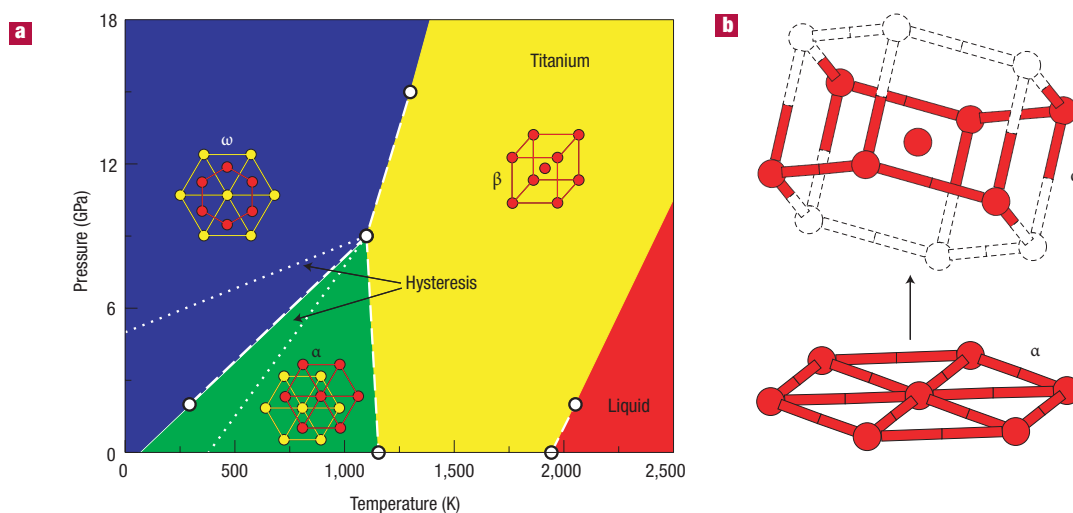 a
18
12
6
0
Pressure (GPa)
0
500
1,000
1,500
2,000
2,500
Temperature (K)
ω
Titanium
β
Hysteresis
α
Liquid
b
α